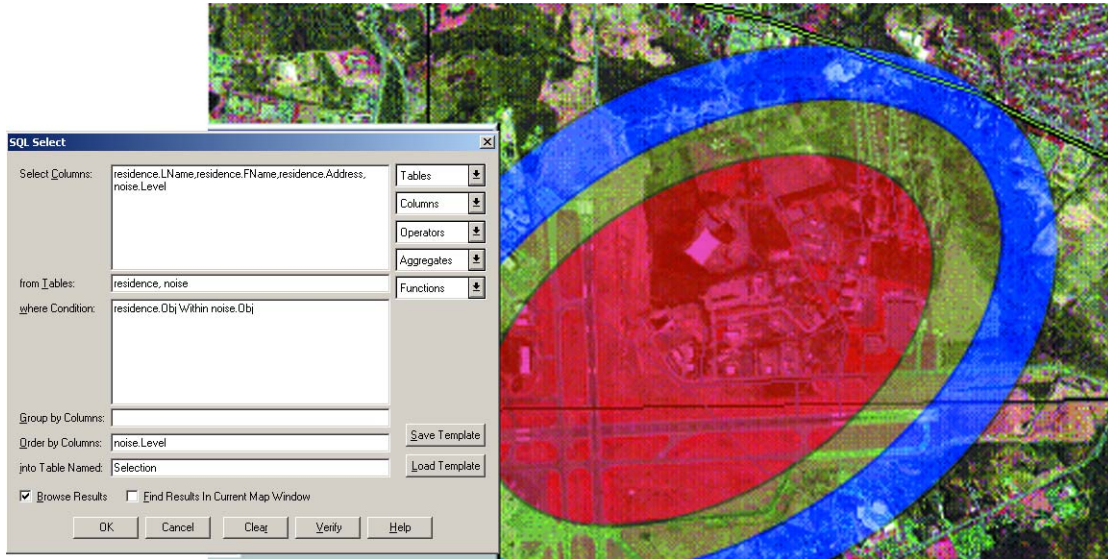 SQL Select
Select Columns:
residence.LName,residence.FName,residence.Address,
noise.Level
Tables
Columns
Operators
Aggregates
Functions
from Tables:
residence, noise
where Condition:
residence.Obj Within noise.Obj
Group by Columns:
Order by Columns:
noise.Level
into Table Named:
Selection
Save Template
Load Template
Browse Results
Find Results In Current Map Window
OK
Cancel
Clear
Verify
Help